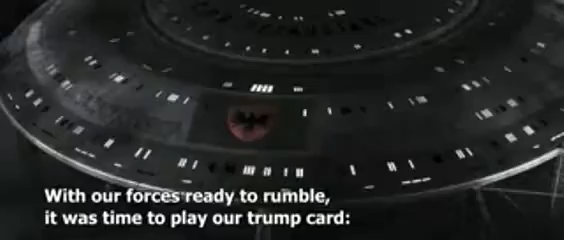 With our forces ready to rumble,
it was time to play our trump card: